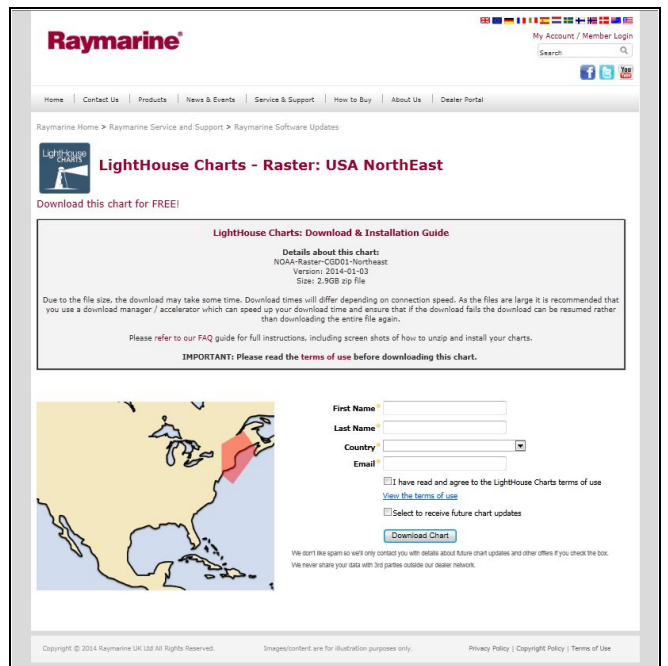 Raymarine®
My Account / Member Login
Search
You
Tube
Home | Contact Us | Products | News & Events | Service & Support | How to Buy | About Us | Dealer Portal
Raymarine Home > Raymarine Service and Support > Raymarine Software Updates
LightHouse
CHARTS
LightHouse Charts - Raster: USA NorthEast
Download this chart for FREE!
LightHouse Charts: Download & Installation Guide
Details about this chart:
NOAA-Raster-CGD01-Northeast
Version: 2014-01-03
Size: 2.9GB zip file
Due to the file size, the download may take some time. Download times will differ depending on connection speed. As the files are large it is recommended that
you use a download manager / accelerator which can speed up your download time and ensure that if the download fails the download can be resumed rather
than downloading the entire file again.
Please refer to our FAQ guide for full instructions, including screen shots of how to unzip and install your charts.
IMPORTANT: Please read the terms of use before downloading this chart.
First Name*
Last Name*
Country*
Email*
I have read and agree to the LightHouse Charts terms of use
View the terms of use
Select to receive future chart updates
Download Chart
We don't like spam so we'll only contact you with details about future chart updates and other offers if you check the box.
We never share your data with 3rd parties outside our dealer network.
Copyright © 2014 Raymarine UK Ltd All Rights Reserved.
Images/content are for illustration purposes only.
Privacy Policy | Copyright Policy | Terms of Use